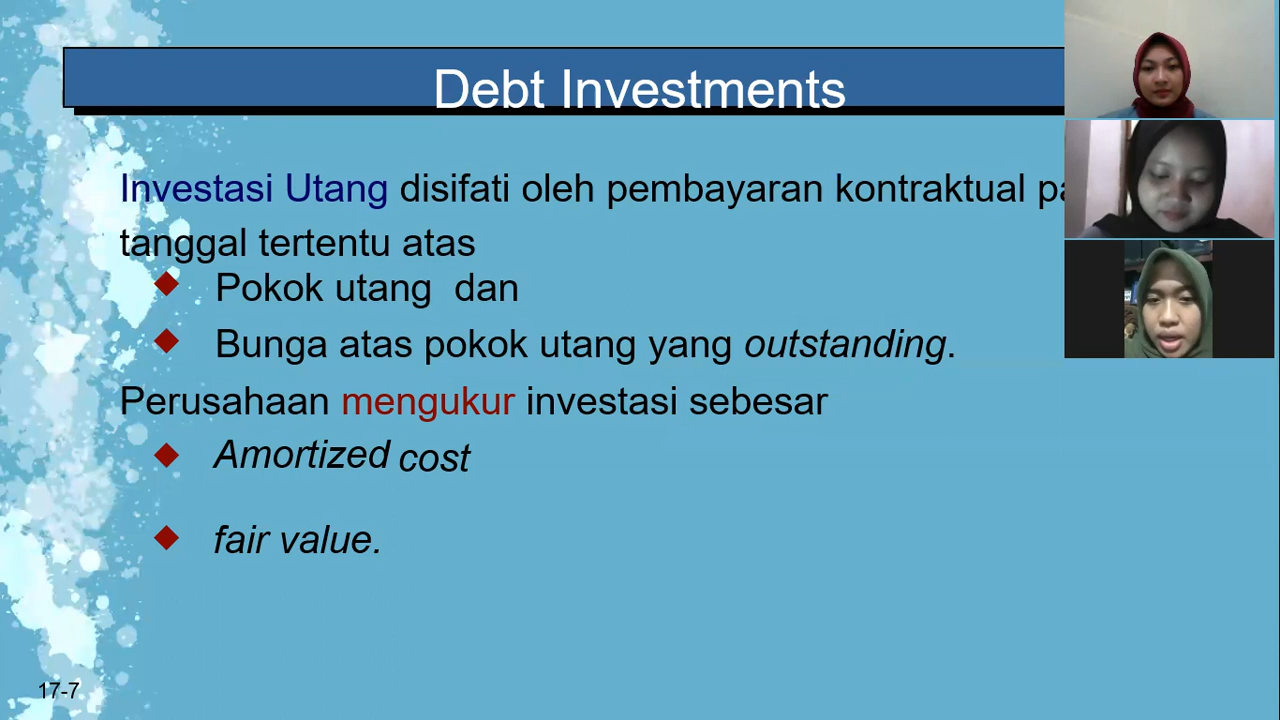 Debt Investments
Investasi Utang disifati oleh pembayaran kontraktual
tanggal tertentu atas
Pokok utang dan
Bunga atas pokok utang yang outstanding.
Perusahaan mengukur investasi sebesar
Amortized cost
fair value.
17-7